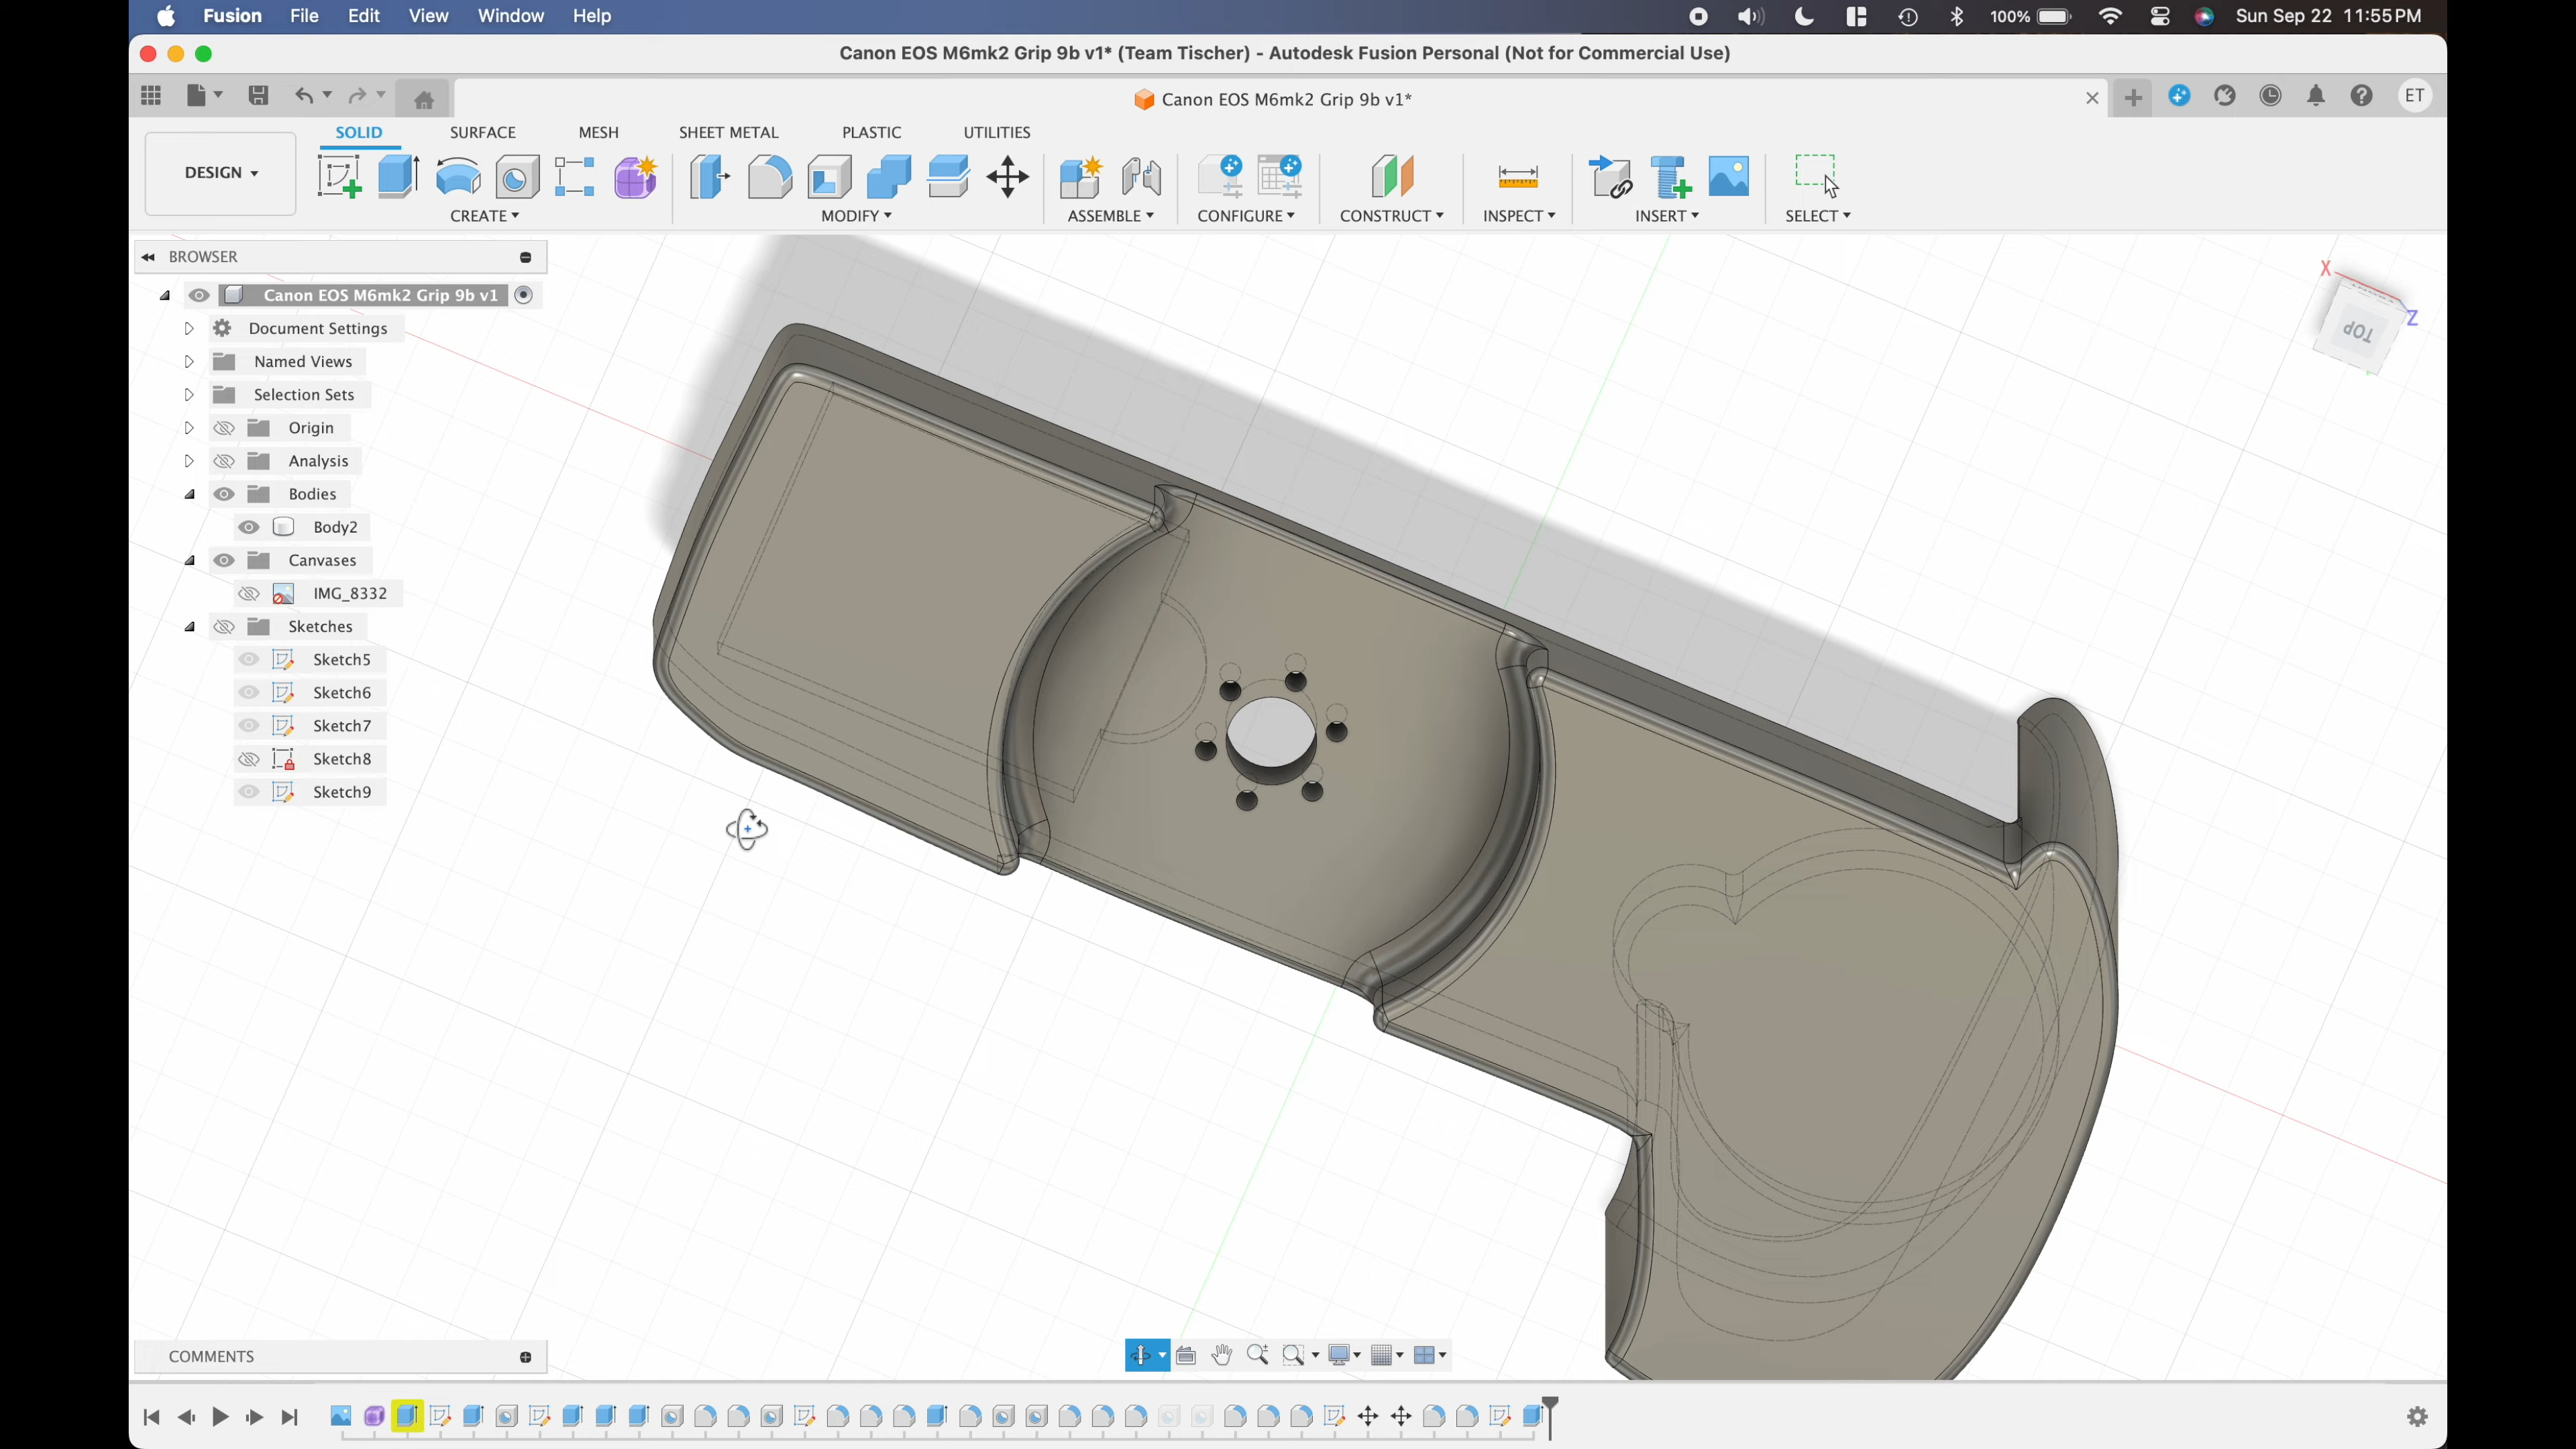 Fusion File Edit View Window Help 100% Sun Sep 22 11:55 PM
Canon EOS M6mk2 Grip 9b v1* (Team Tischer) - Autodesk Fusion Personal (Not for Commercial Use)
Canon EOS M6mk2 Grip 9b v1* ET
SOLID SURFACE MESH SHEET METAL PLASTIC UTILITIES
DESIGN
CREATE MODIFY ASSEMBLE CONFIGURE CONSTRUCT INSPECT INSERT SELECT
BROWSER
Canon EOS M6mk2 Grip 9b v1
Document Settings
Named Views
Selection Sets
Origin
Analysis
Bodies
Body2
Canvases
IMG_8332
Sketches
Sketch5
Sketch6
Sketch7
Sketch8
Sketch9
X
Z
TOP
COMMENTS